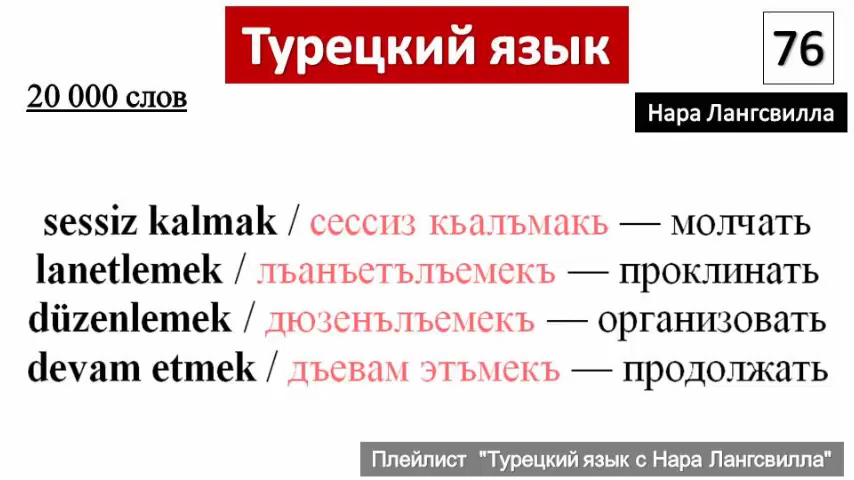 Турецкий язык
76
20 000 слов
Нара Лангсвилла
sessiz kalmak / сессиз кьалъмакь — молчать
lanetlemek / лъанъетълъемекъ — проклинать
düzenlemek / дюзенълъемекъ — организовать
devam etmek / дъевам этъмекъ — продолжать
Плейлист "Турецкий язык с Нара Лангсвилла"